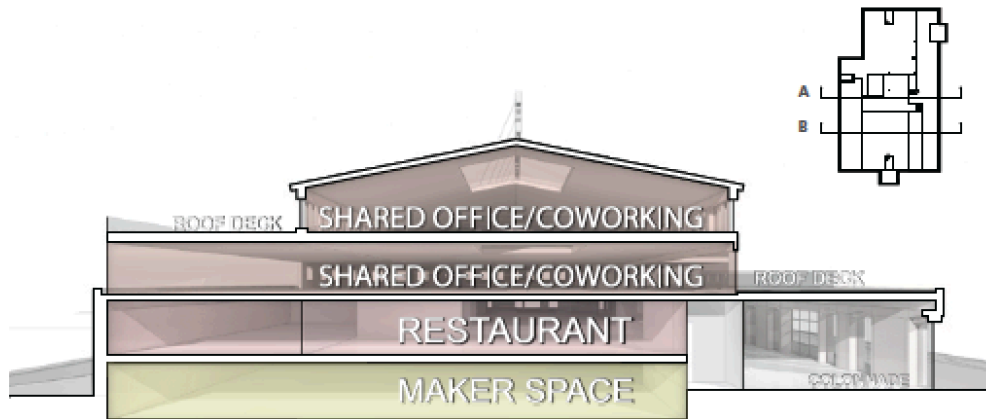 A
B
ROOF DECK
SHARED OFFICE/COWORKING
SHARED OFFICE/COWORKING
ROOF DECK
RESTAURANT
MAKER SPACE
COLONNADE